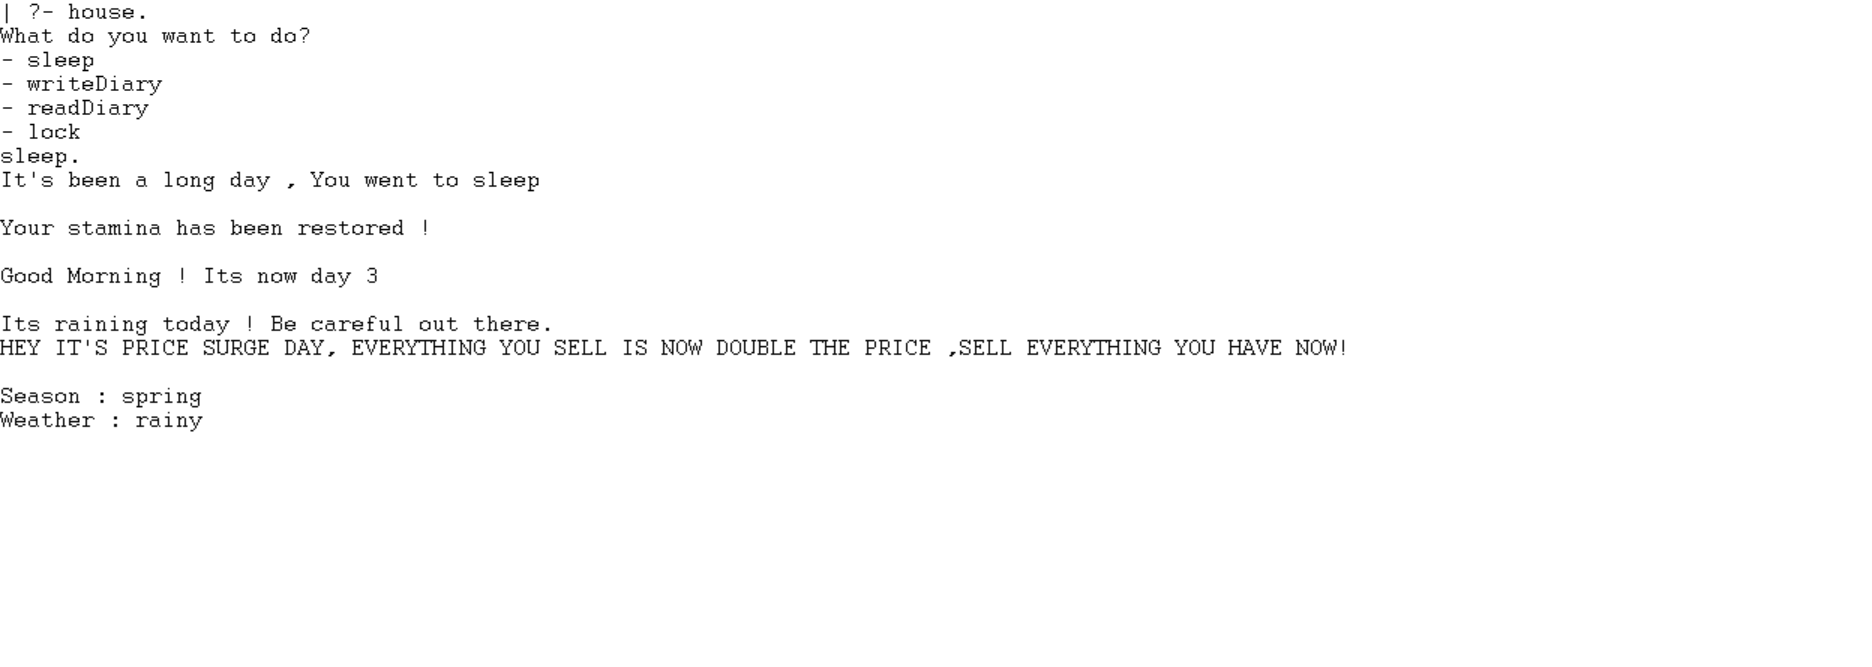 | ?- house.
What do you want to do?
- sleep
- writeDiary
- readDiary
- lock
sleep.
It's been a long day , You went to sleep
Your stamina has been restored !
Good Morning ! Its now day 3
Its raining today ! Be careful out there.
HEY IT'S PRICE SURGE DAY, EVERYTHING YOU SELL IS NOW DOUBLE THE PRICE ,SELL EVERYTHING YOU HAVE NOW!
Season : spring
Weather : rainy